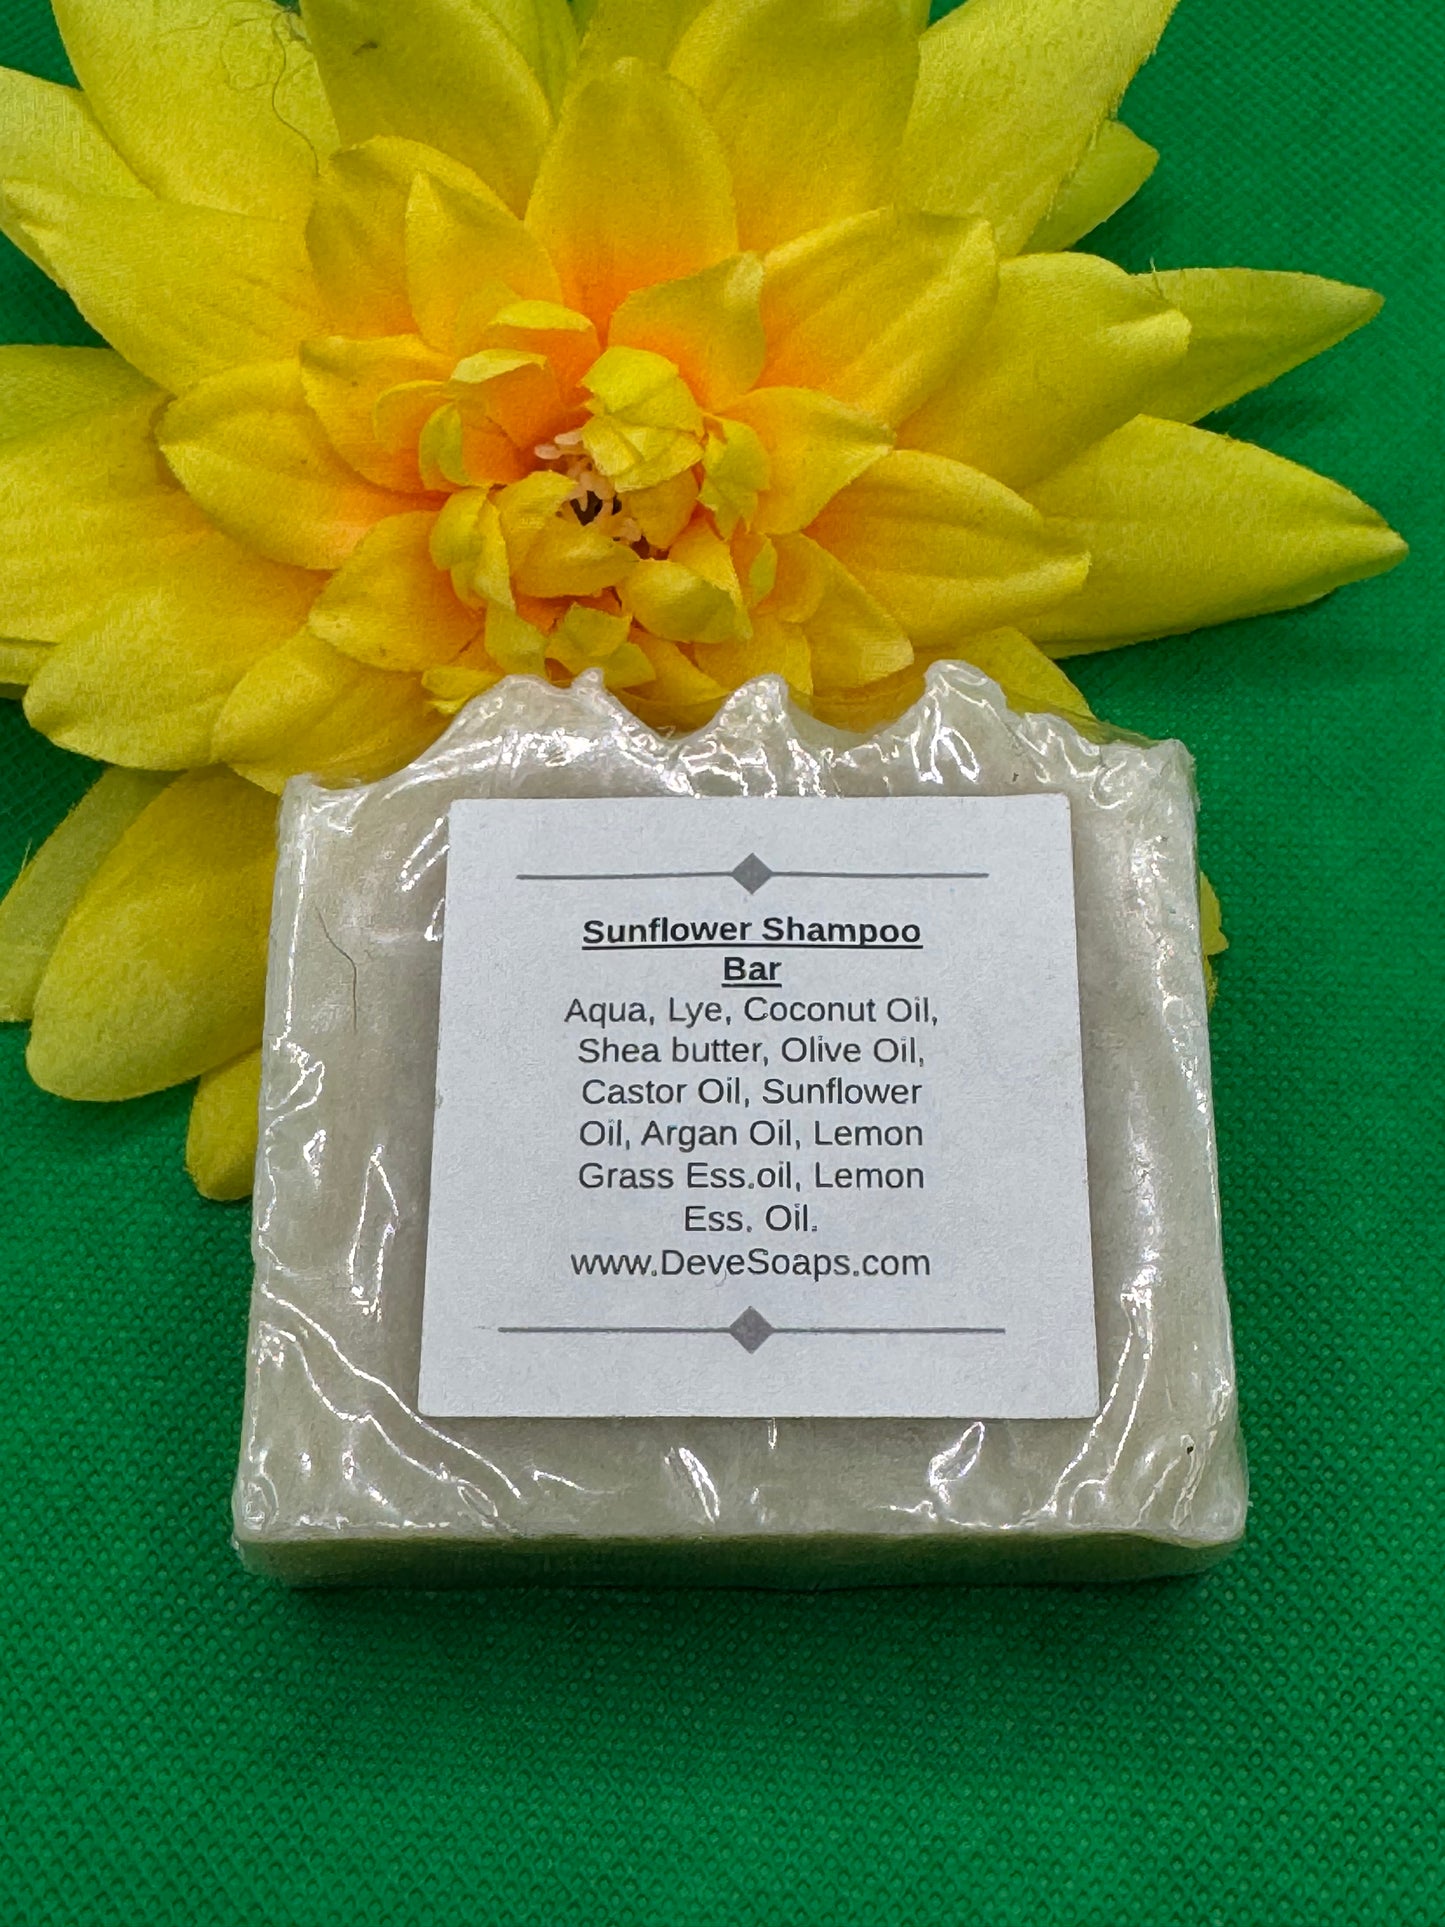 Sunflower Shampoo
Bar
Aqua, Lye, Coconut Oil,
Shea butter, Olive Oil,
Castor Oil, Sunflower
Oil, Argan Oil, Lemon
Grass Ess.oil, Lemon
Ess. Oil.
www.DeveSoaps.com